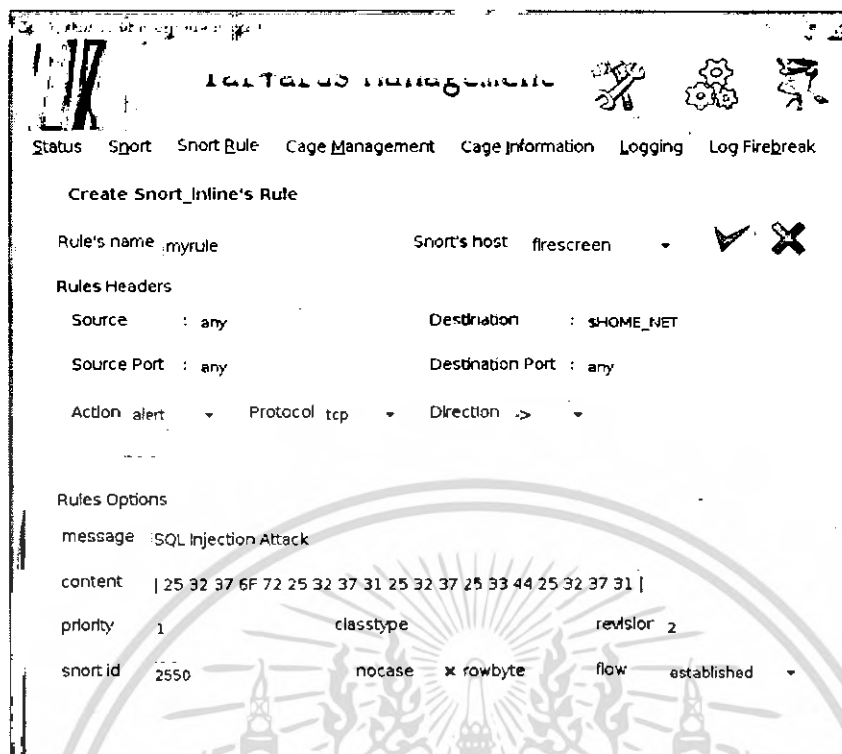 Tartarus Management
Status Snort Snort Rule Cage Management Cage Information Logging Log Firebreak
Create Snort_Inline's Rule
Rule's name myrule Snort's host firescreen
Rules Headers
Source : any Destination : $HOME_NET
Source Port : any Destination Port : any
Action alert Protocol tcp Direction ->
Rules Options
message SQL Injection Attack
content | 25 32 37 6F 72 25 32 37 31 25 32 37 25 33 44 25 32 37 31 |
priority 1 classtype revision 2
snort id 2550 nocase rowbyte flow established